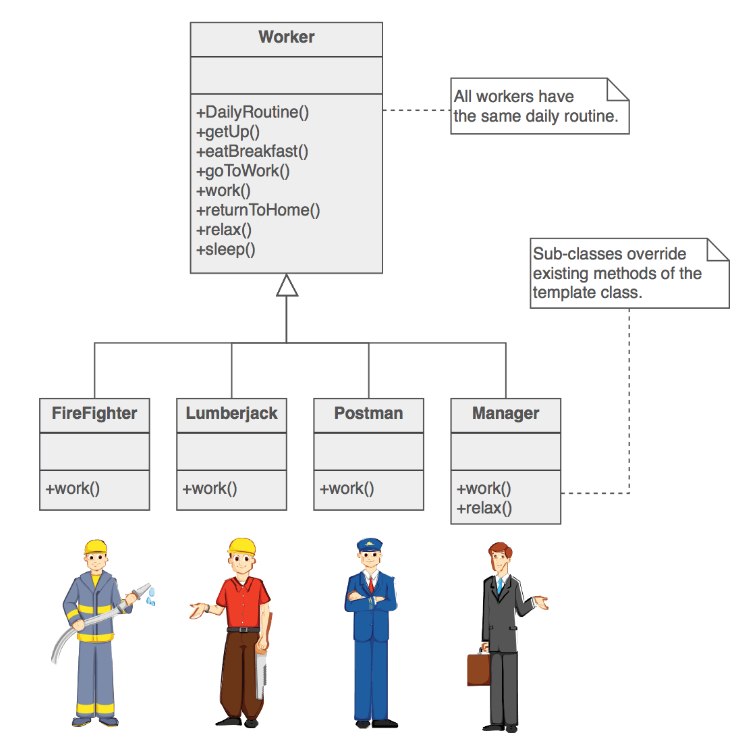 Worker
+DailyRoutine()
+getUp()
+eatBreakfast()
+goToWork()
+work()
+returnToHome()
+relax()
+sleep()
All workers have
the same daily routine.
Sub-classes override
existing methods of the
template class.
FireFighter
+work()
Lumberjack
+work()
Postman
+work()
Manager
+work()
+relax()